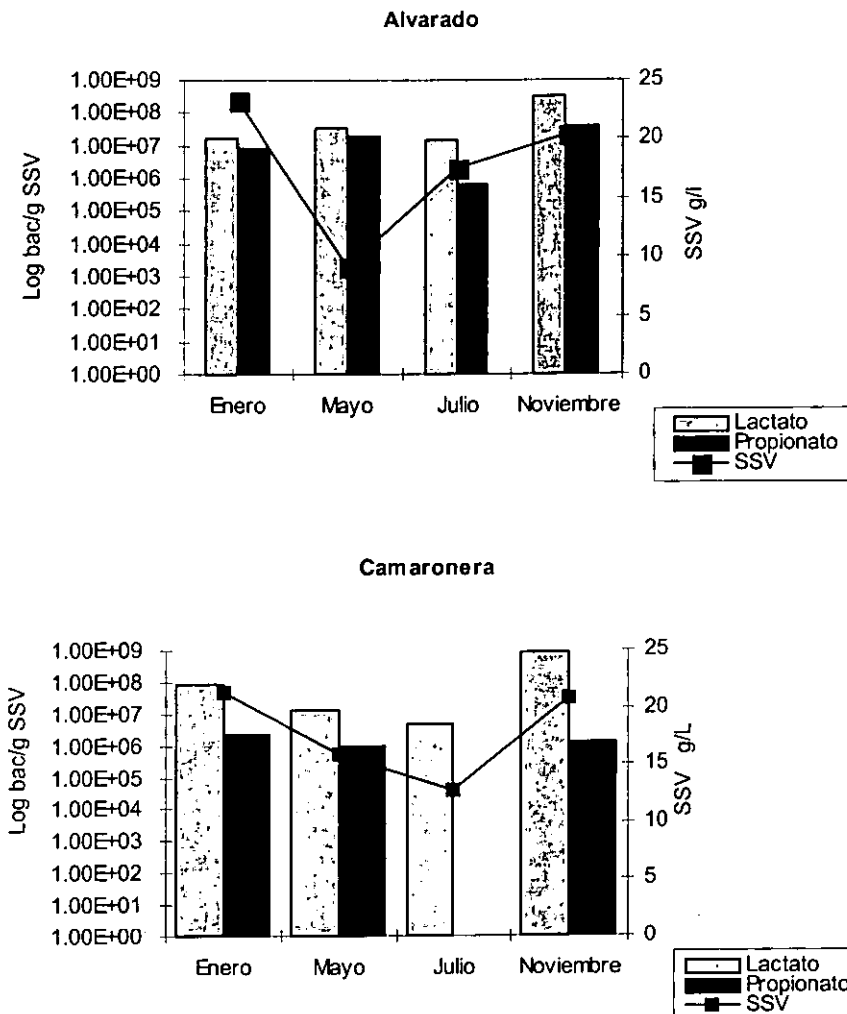 Alvarado
Log bac/g SSV
1.00E+09
1.00E+08
1.00E+07
1.00E+06
1.00E+05
1.00E+04
1.00E+03
1.00E+02
1.00E+01
1.00E+00
25
20
15
10
5
0
SSV g/l
Enero Mayo Julio Noviembre
Lactato
Propionato
SSV
Camaronera
Log bac/g SSV
1.00E+09
1.00E+08
1.00E+07
1.00E+06
1.00E+05
1.00E+04
1.00E+03
1.00E+02
1.00E+01
1.00E+00
25
20
15
10
5
0
SSV g/L
Enero Mayo Julio Noviembre
Lactato
Propionato
SSV